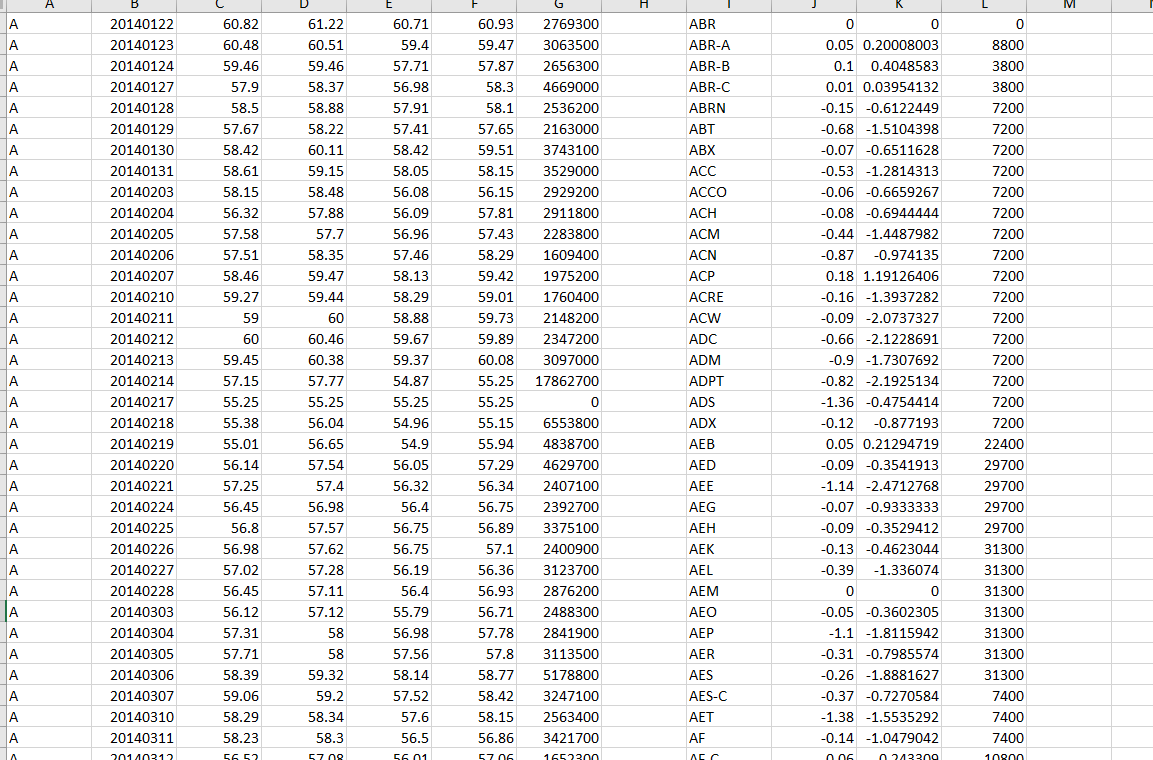 A B C D E F G H I J K L M
A 20140122 60.82 61.22 60.71 60.93 2769300 ABR 0 0 0
A 20140123 60.48 60.51 59.4 59.47 3063500 ABR-A 0.05 0.20008003 8800
A 20140124 59.46 59.46 57.71 57.87 2656300 ABR-B 0.1 0.4048583 3800
A 20140127 57.9 58.37 56.98 58.3 4669000 ABR-C 0.01 0.03954132 3800
A 20140128 58.5 58.88 57.91 58.1 2536200 ABRN -0.15 -0.6122449 7200
A 20140129 57.67 58.22 57.41 57.65 2163000 ABT -0.68 -1.5104398 7200
A 20140130 58.42 60.11 58.42 59.51 3743100 ABX -0.07 -0.6511628 7200
A 20140131 58.61 59.15 58.05 58.15 3529000 ACC -0.53 -1.2814313 7200
A 20140203 58.15 58.48 56.08 56.15 2929200 ACCO -0.06 -0.6659267 7200
A 20140204 56.32 57.88 56.09 57.81 2911800 ACH -0.08 -0.6944444 7200
A 20140205 57.58 57.7 56.96 57.43 2283800 ACM -0.44 -1.4487982 7200
A 20140206 57.51 58.35 57.46 58.29 1609400 ACN -0.87 -0.974135 7200
A 20140207 58.46 59.47 58.13 59.42 1975200 ACP 0.18 1.19126406 7200
A 20140210 59.27 59.44 58.29 59.01 1760400 ACRE -0.16 -1.3937282 7200
A 20140211 59 60 58.88 59.73 2148200 ACW -0.09 -2.0737327 7200
A 20140212 60 60.46 59.67 59.89 2347200 ADC -0.66 -2.1228691 7200
A 20140213 59.45 60.38 59.37 60.08 3097000 ADM -0.9 -1.7307692 7200
A 20140214 57.15 57.77 54.87 55.25 17862700 ADPT -0.82 -2.1925134 7200
A 20140217 55.25 55.25 55.25 55.25 0 ADS -1.36 -0.4754414 7200
A 20140218 55.38 56.04 54.96 55.15 6553800 ADX -0.12 -0.877193 7200
A 20140219 55.01 56.65 54.9 55.94 4838700 AEB 0.05 0.21294719 22400
A 20140220 56.14 57.54 56.05 57.29 4629700 AED -0.09 -0.3541913 29700
A 20140221 57.25 57.4 56.32 56.34 2407100 AEE -1.14 -2.4712768 29700
A 20140224 56.45 56.98 56.4 56.75 2392700 AEG -0.07 -0.9333333 29700
A 20140225 56.8 57.57 56.75 56.89 3375100 AEH -0.09 -0.3529412 29700
A 20140226 56.98 57.62 56.75 57.1 2400900 AEK -0.13 -0.4623044 31300
A 20140227 57.02 57.28 56.19 56.36 3123700 AEL -0.39 -1.336074 31300
A 20140228 56.45 57.11 56.4 56.93 2876200 AEM 0 0 31300
A 20140303 56.12 57.12 55.79 56.71 2488300 AEO -0.05 -0.3602305 31300
A 20140304 57.31 58 56.98 57.78 2841900 AEP -1.1 -1.8115942 31300
A 20140305 57.71 58 57.56 57.8 3113500 AER -0.31 -0.7985574 31300
A 20140306 58.39 59.32 58.14 58.77 5178800 AES -0.26 -1.8881627 31300
A 20140307 59.06 59.2 57.52 58.42 3247100 AES-C -0.37 -0.7270584 7400
A 20140310 58.29 58.34 57.6 58.15 2563400 AET -1.38 -1.5535292 7400
A 20140311 58.23 58.3 56.5 56.86 3421700 AF -0.14 -1.0479042 7400
A 20140312 56.52 57.08 56.01 57.06 1652300